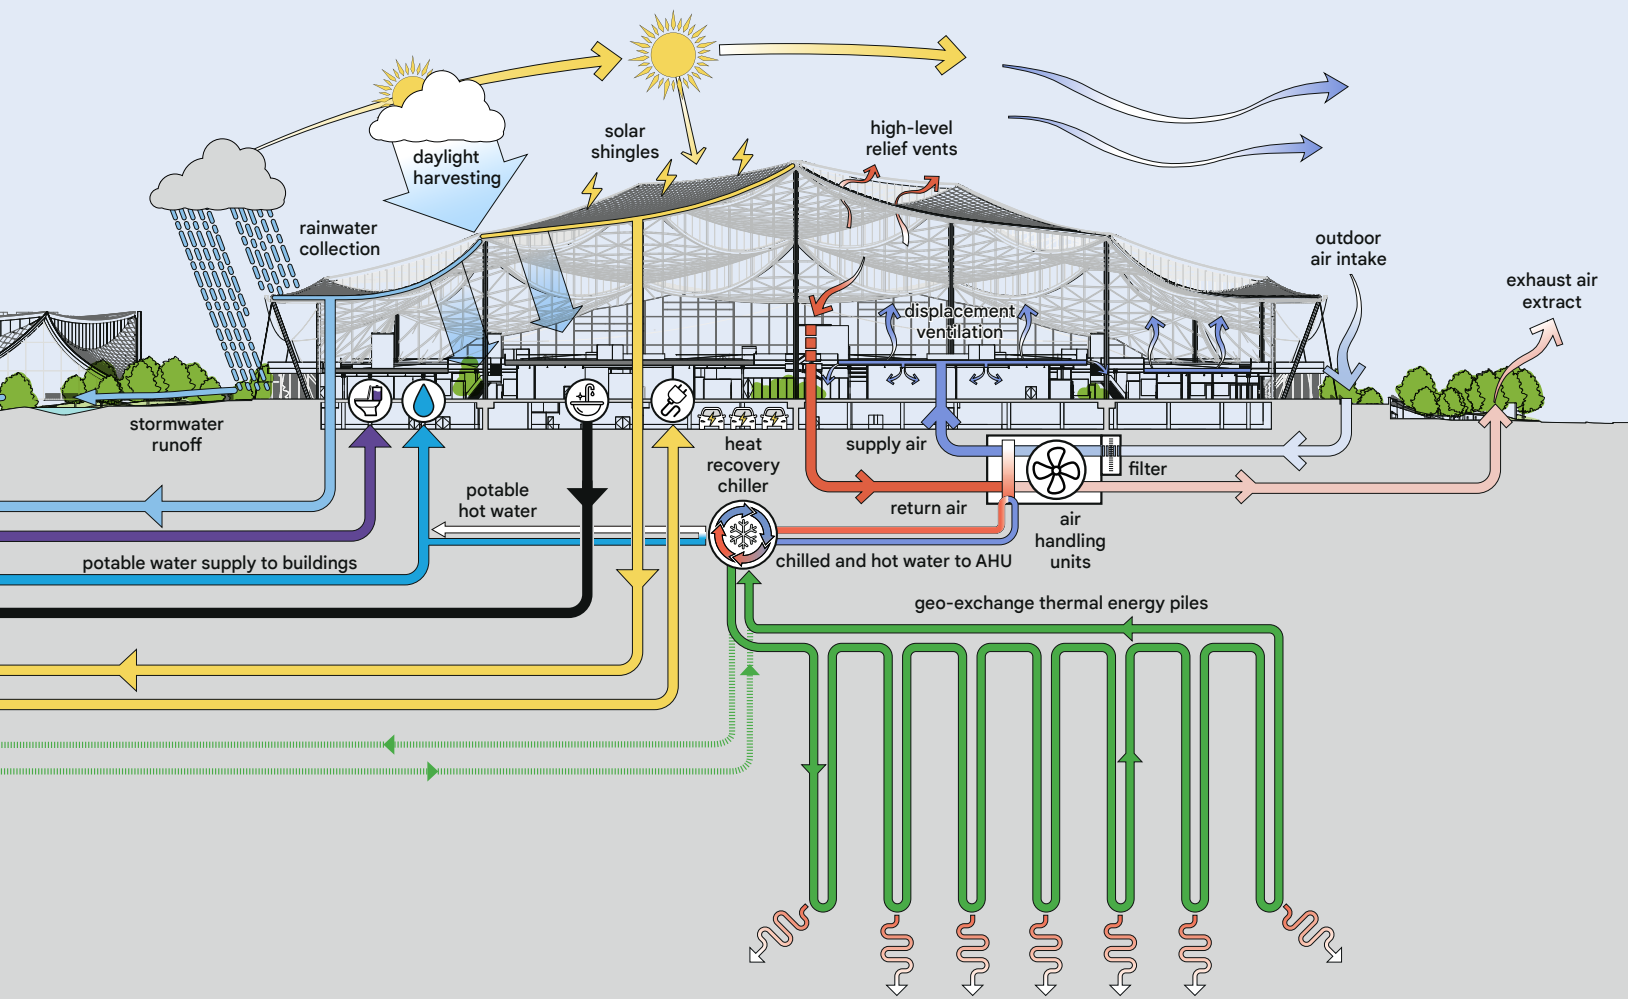 solar
shingles
high-level
relief vents
daylight
harvesting
rainwater
collection
outdoor
air intake
exhaust air
extract
displacement
ventilation
stormwater
runoff
heat
recovery
chiller
supply air
filter
potable
hot water
return air
air
handling
units
potable water supply to buildings
chilled and hot water to AHU
geo-exchange thermal energy piles